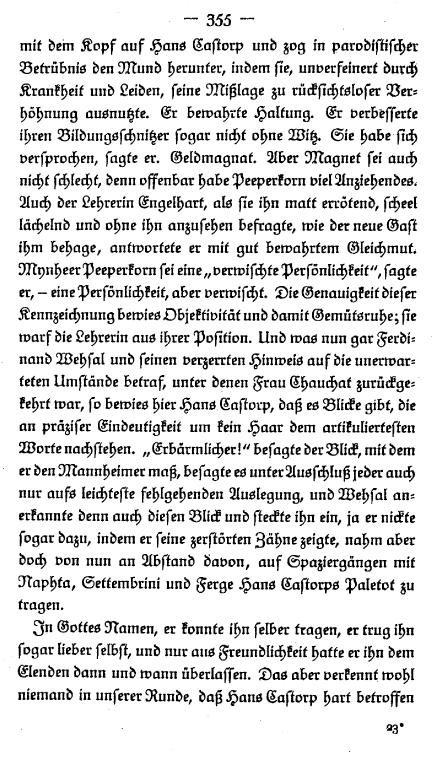 — 355 —
mit dem Kopf auf Hans Castorp und zog in parodistischer
Betrübnis den Mund herunter, indem sie, unverfeinert durch
Krankheit und Leiden, seine Mißlage zu rücksichtsloser Ver-
höhnung ausnutzte. Er bewahrte Haltung. Er verbesserte
ihren Bildungsschnitzer sogar nicht ohne Witz. Sie habe sich
versprochen, sagte er. Geldmagnat. Aber Magnet sei auch
nicht schlecht, denn offenbar habe Peeperkorn viel Anziehendes.
Auch der Lehrerin Engelhart, als sie ihn matt errötend, scheel
lächelnd und ohne ihn anzusehen befragte, wie der neue Gast
ihm behage, antwortete er mit gut bewahrtem Gleichmut.
Mynheer Peeperkorn sei eine „verwischte Persönlichkeit“, sagte
er, – eine Persönlichkeit, aber verwischt. Die Genauigkeit dieser
Kennzeichnung bewies Objektivität und damit Gemütsruhe; sie
warf die Lehrerin aus ihrer Position. Und was nun gar Ferdi-
nand Wehsal und seinen verzerrten Hinweis auf die unerwar-
teten Umstände betraf, unter denen Frau Chauchat zurückge-
kehrt war, so bewies hier Hans Castorp, daß es Blicke gibt, die
an präziser Eindeutigkeit um kein Haar dem artikuliertesten
Worte nachstehen. „Erbärmlicher!“ besagte der Blick, mit dem
er den Mannheimer maß, besagte es unter Ausschluß jeder auch
nur aufs leichteste fehlgehenden Auslegung, und Wehsal an-
erkannte denn auch diesen Blick und steckte ihn ein, ja er nickte
sogar dazu, indem er seine zerstörten Zähne zeigte, nahm aber
doch von nun an Abstand davon, auf Spaziergängen mit
Naphta, Settembrini und Ferge Hans Castorps Paletot zu
tragen.
In Gottes Namen, er konnte ihn selber tragen, er trug ihn
sogar lieber selbst, und nur aus Freundlichkeit hatte er ihn dem
Elenden dann und wann überlassen. Das aber verkennt wohl
niemand in unserer Runde, daß Hans Castorp hart betroffen
23*